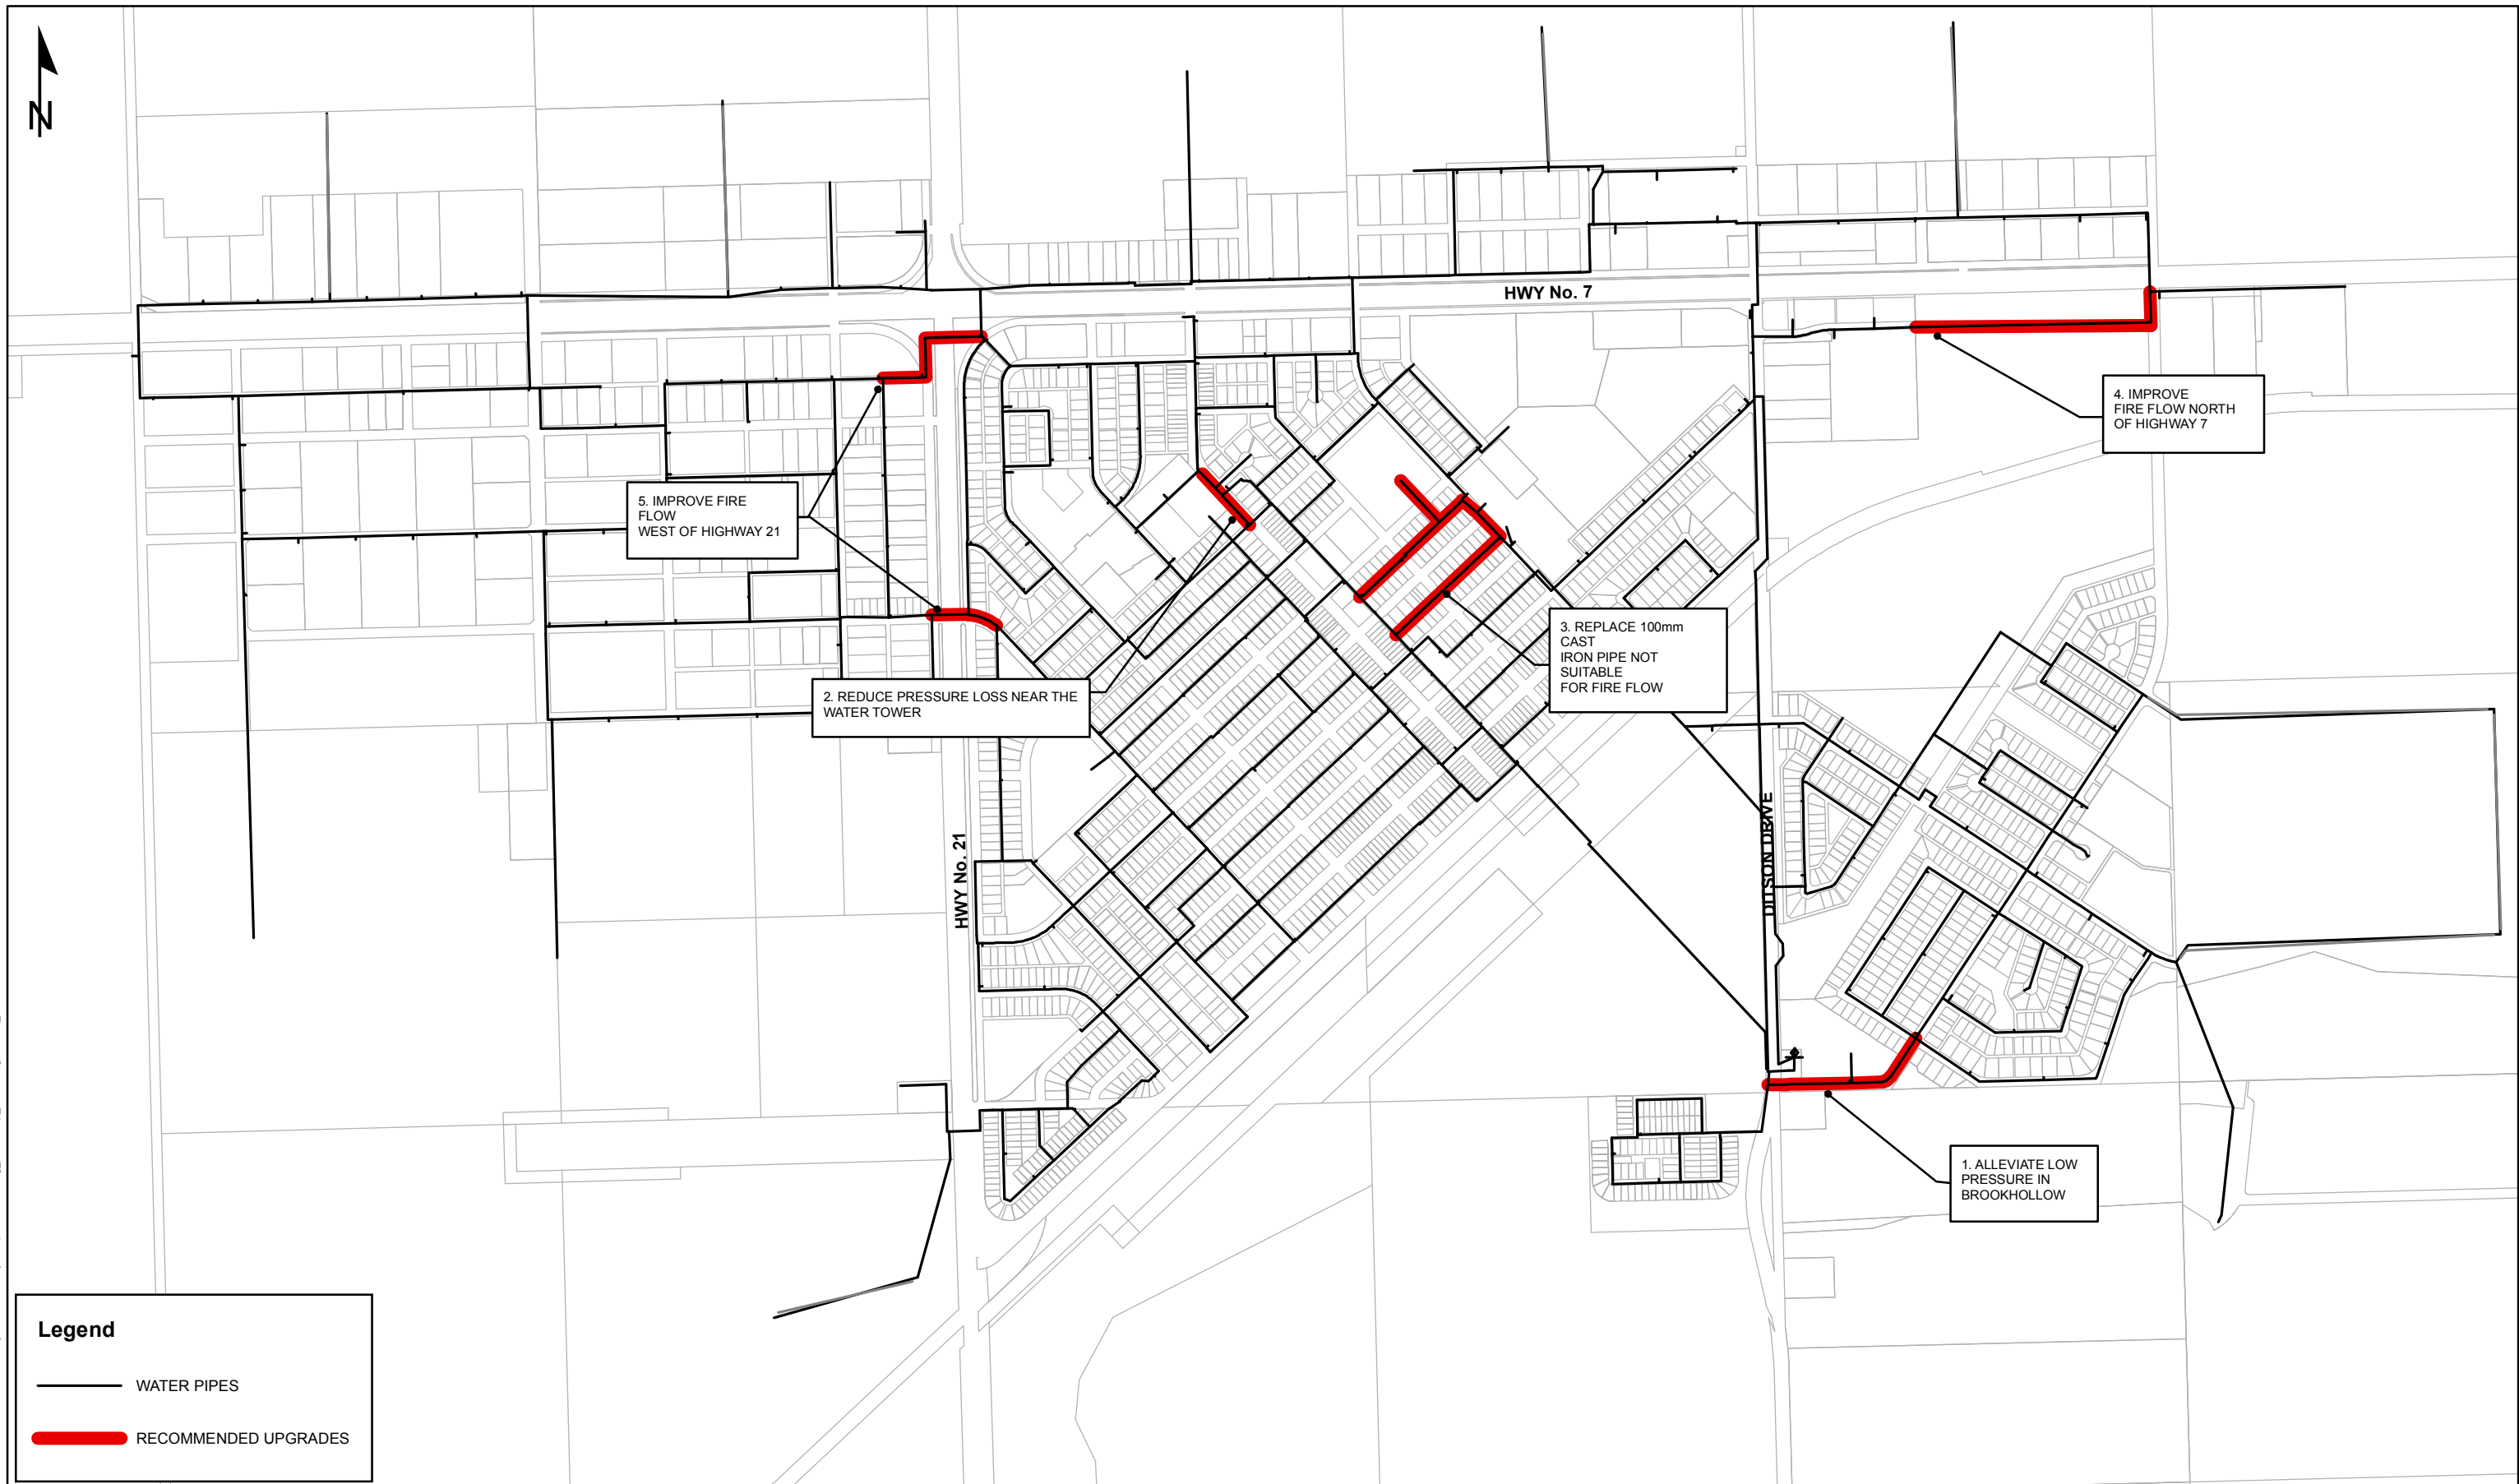 N
HWY No. 7
4. IMPROVE
FIRE FLOW NORTH
OF HIGHWAY 7
5. IMPROVE FIRE
FLOW
WEST OF HIGHWAY 21
3. REPLACE 100mm
CAST
IRON PIPE NOT
SUITABLE
FOR FIRE FLOW
2. REDUCE PRESSURE LOSS NEAR THE
WATER TOWER
HWY No. 21
DITSON DRIVE
1. ALLEVIATE LOW
PRESSURE IN
BROOKHOLLOW
Legend
WATER PIPES
RECOMMENDED UPGRADES